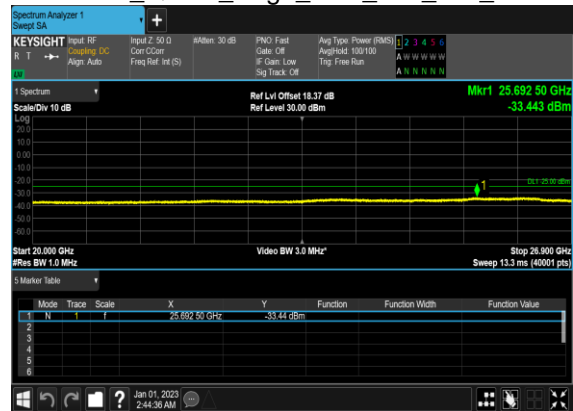 Spectrum Analyzer 1
Swept SA
+
KEYSIGHT Input: RF Input Z: 50 Ω #Atten: 30 dB PNO: Fast Avg Type: Power (RMS) 1 2 3 4 5 6
R T Coupling: DC Corr CCorr Gate: Off Avg|Hold: 100/100 A W W W W W
Align: Auto Freq Ref: Int (S) IF Gain: Low Trig: Free Run
LW Sig Track: Off A N N N N N
1 Spectrum Ref Lvl Offset 18.37 dB Mkr1 25.692 50 GHz
Scale/Div 10 dB Ref Level 30.00 dBm -33.443 dBm
Log
20.0
10.0
0.00
-10.0
-20.0
1 DL1 -25.00 dBm
-30.0
-40.0
-50.0
-60.0
Start 20.000 GHz Video BW 3.0 MHz* Stop 26.900 GHz
#Res BW 1.0 MHz Sweep 13.3 ms (40001 pts)
5 Marker Table
Mode Trace Scale X Y Function Function Width Function Value
1 N 1 f 25.692 50 GHz -33.44 dBm
2
3
4
5
6
? Jan 01, 2023
2:44:36 AM